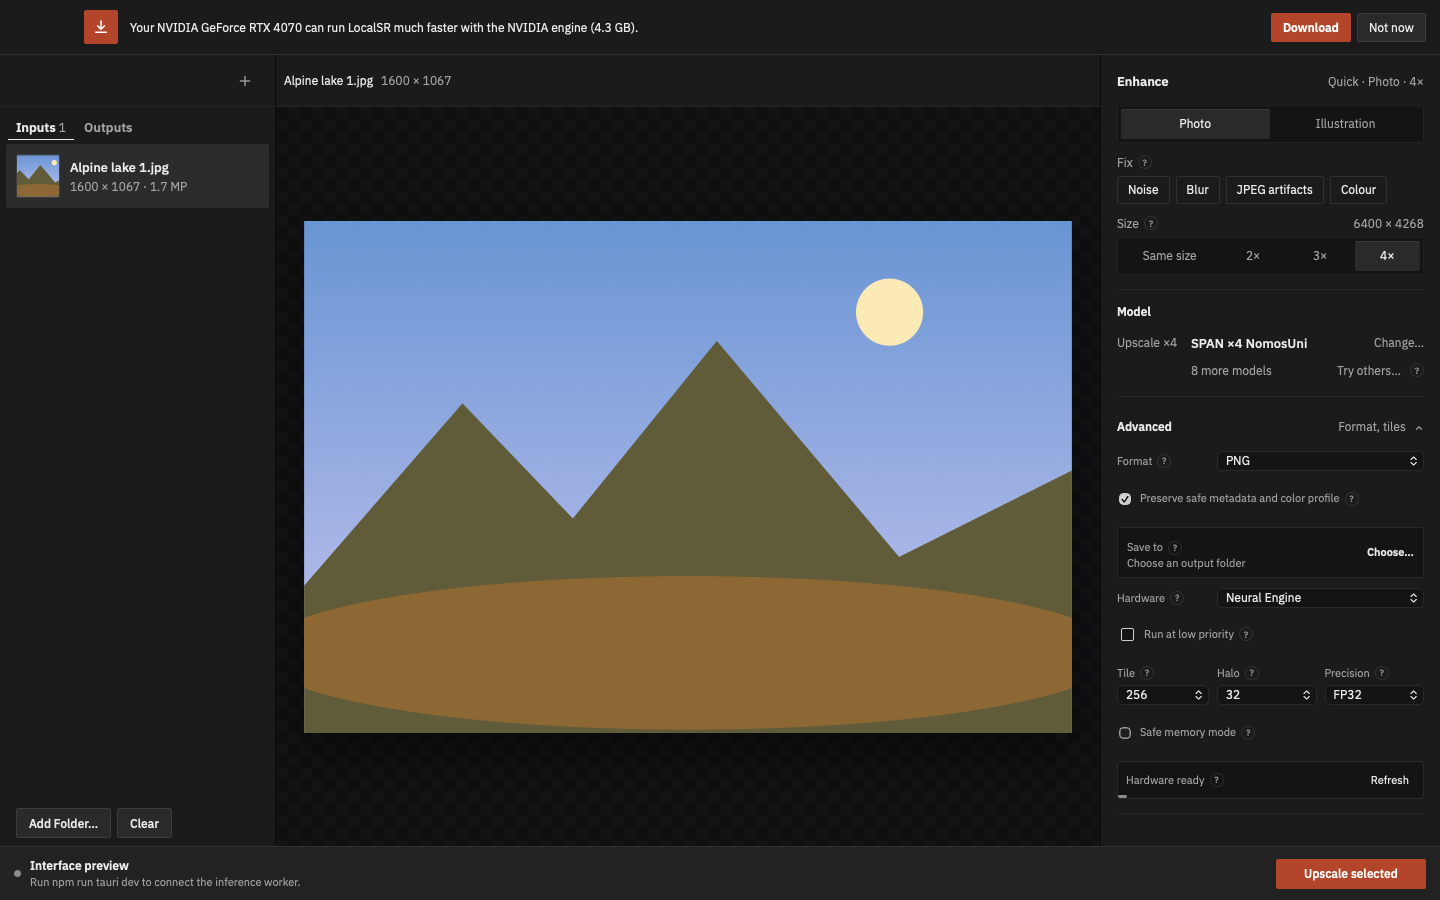 Your NVIDIA GeForce RTX 4070 can run LocalSR much faster with the NVIDIA engine (4.3 GB).
Download
Not now
Alpine lake 1.jpg 1600 × 1067
Enhance
Quick · Photo · 4×
Inputs 1
Outputs
Alpine lake 1.jpg
1600 × 1067 · 1.7 MP
Photo
Illustration
Fix ?
Noise
Blur
JPEG artifacts
Colour
Size ?
6400 × 4268
Same size
2×
3×
4×
Model
Upscale ×4
SPAN ×4 NomosUni
Change...
8 more models
Try others... ?
Advanced
Format, tiles
Format ?
PNG
Preserve safe metadata and color profile ?
Save to ?
Choose an output folder
Choose...
Hardware ?
Neural Engine
Run at low priority ?
Tile ?
Halo ?
Precision ?
256
32
FP32
Safe memory mode ?
Hardware ready ?
Refresh
Add Folder...
Clear
Interface preview
Run npm run tauri dev to connect the inference worker.
Upscale selected